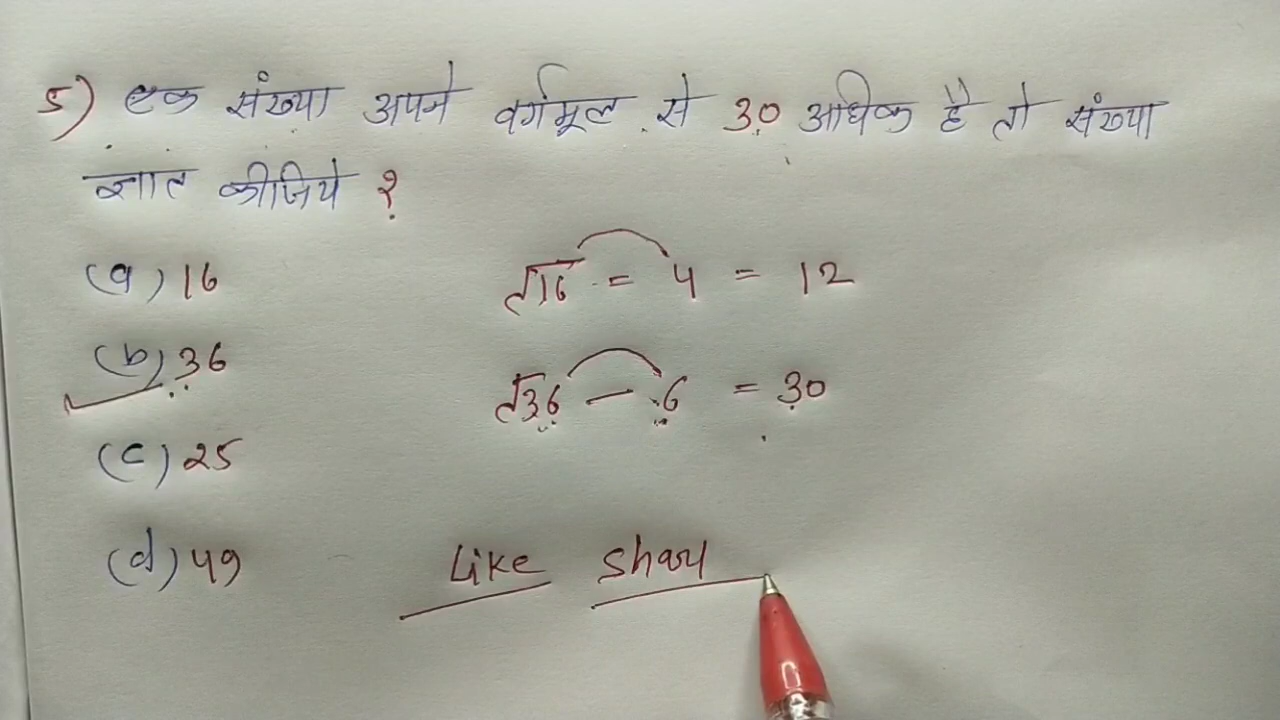 5) एक संख्या अपने वर्गमूल से 30 अधिक है तो संख्या
ज्ञात कीजिये ?
(a) 16
√16 = 4 = 12
(b) 36
√36 — 6 = 30
(c) 25
(d) 49
Like Share